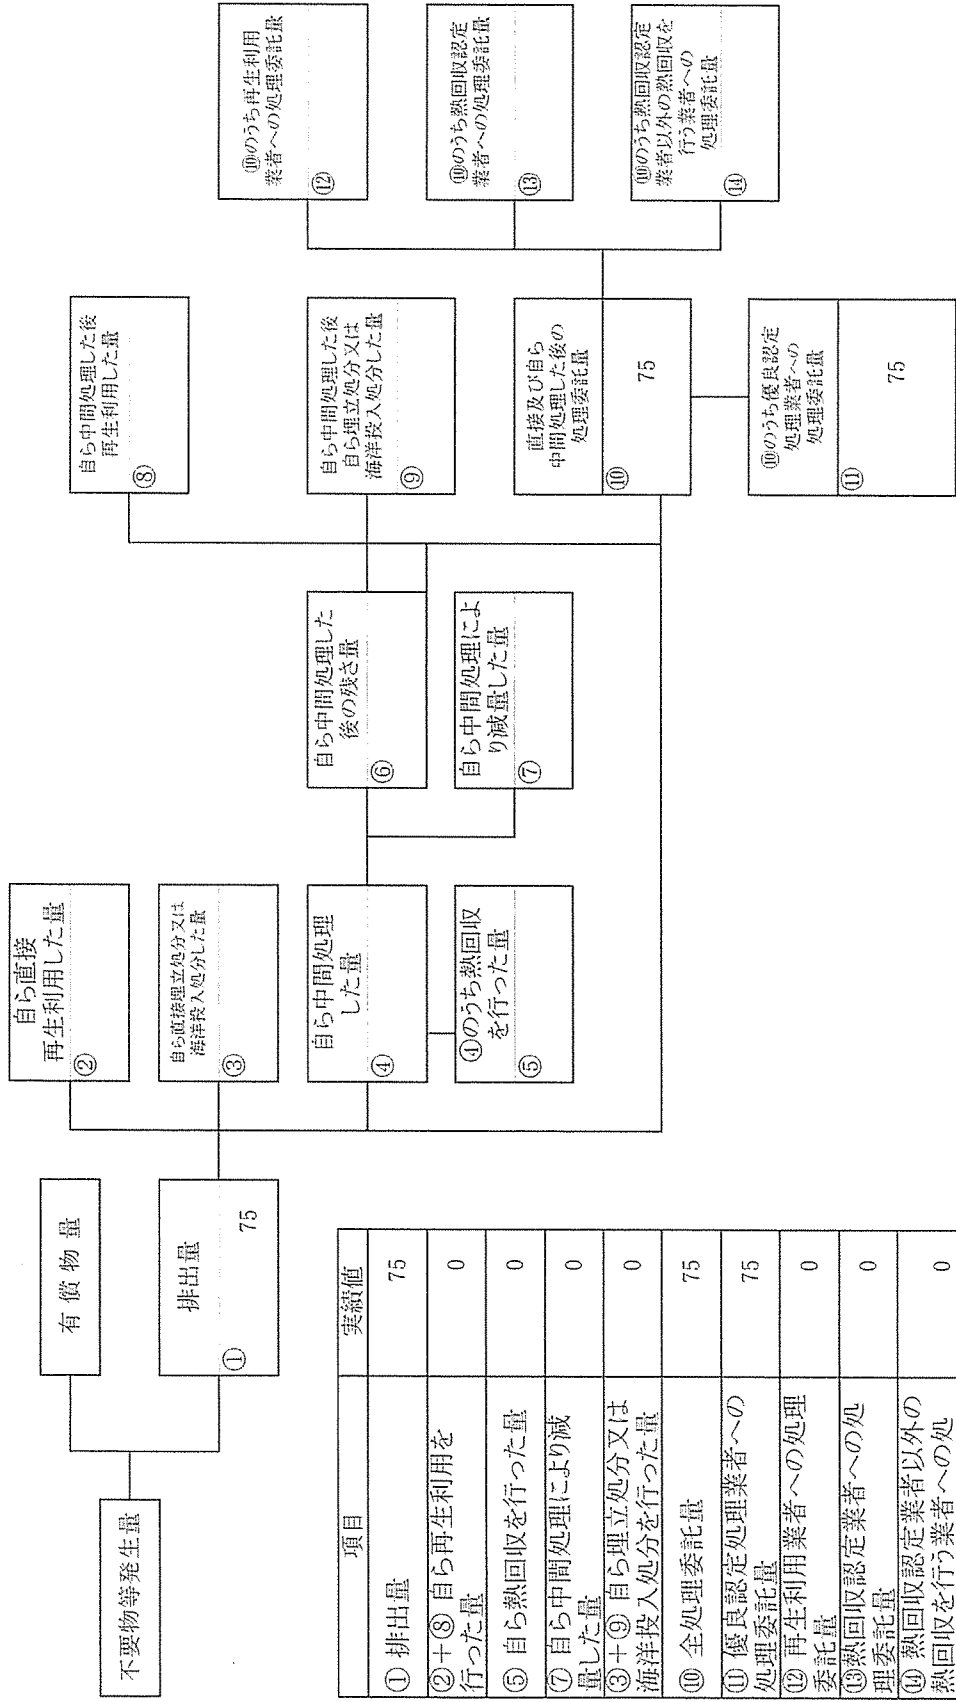 不要物等発生量
有 償 物 量
排出量
①
75
自ら直接
再生利用した量
②
自ら直接埋立処分又は
海洋投入処分した量
③
自ら中間処理
した量
④
④のうち熱回収
を行った量
⑤
自ら中間処理した
後の残さ量
⑥
自ら中間処理によ
り減量した量
⑦
自ら中間処理した後
再生利用した量
⑧
自ら中間処理した後
自ら埋立処分又は
海洋投入処分した量
⑨
直接及び自ら
中間処理した後の
処理委託量
⑩
75
⑩のうち優良認定
処理業者への
処理委託量
⑪
75
⑩のうち再生利用
業者への処理委託量
⑫
⑩のうち熱回収認定
業者への処理委託量
⑬
⑩のうち熱回収認定
業者以外の熱回収を
行う業者への
処理委託量
⑭
項目 実績値
① 排出量 75
②＋⑧ 自ら再生利用を
行った量 0
⑤ 自ら熱回収を行った量 0
⑦ 自ら中間処理により減
量した量 0
③＋⑨ 自ら埋立処分又は
海洋投入処分を行った量 0
⑩ 全処理委託量 75
⑪ 優良認定処理業者への
処理委託量 75
⑫ 再生利用業者への処理
委託量 0
⑬熱回収認定業者への処
理委託量 0
⑭ 熱回収認定業者以外の
熱回収を行う業者への処 0